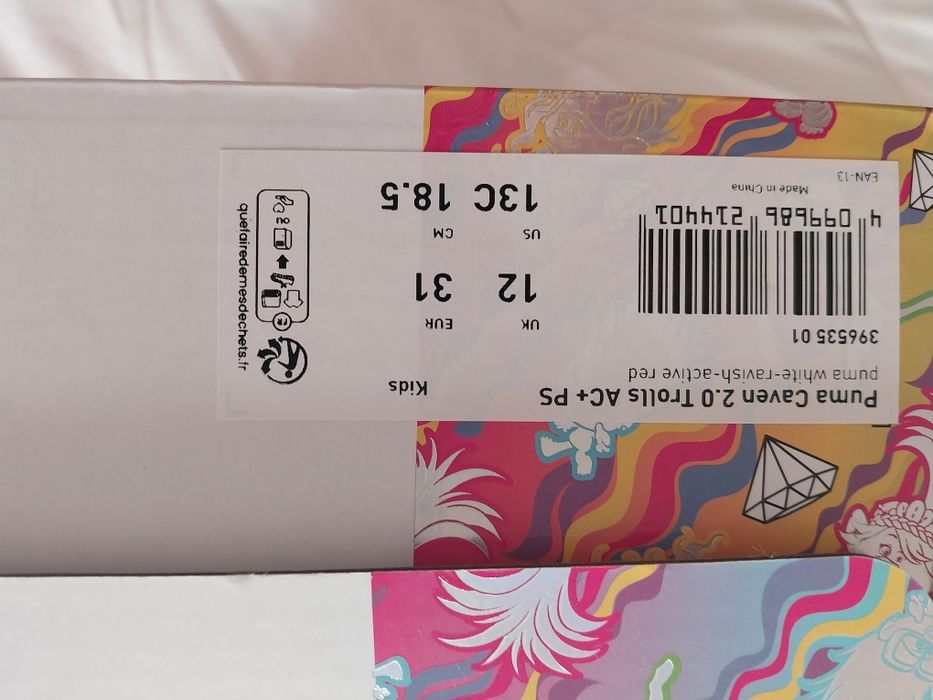 Puma Caven 2.0 Trolls AC+ PS
puma white-ravish-active red
Kids
396535 01
4 099686 214401
EAN-13
Made in China
UK EUR
12 31
US CM
13C 18.5
FR
quefairedemesdechets.fr